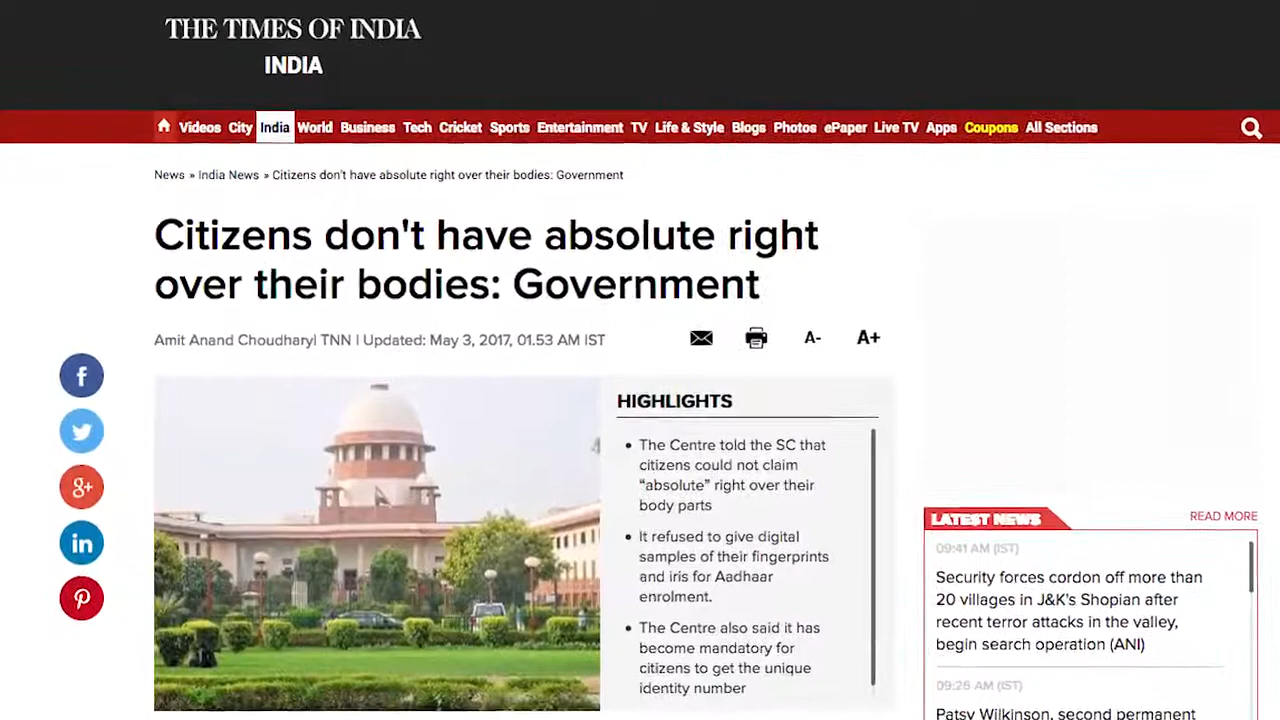 THE TIMES OF INDIA
INDIA
Videos City India World Business Tech Cricket Sports Entertainment TV Life & Style Blogs Photos ePaper Live TV Apps Coupons All Sections
News » India News » Citizens don't have absolute right over their bodies: Government
Citizens don't have absolute right
over their bodies: Government
Amit Anand Choudharyl TNN | Updated: May 3, 2017, 01.53 AM IST
A- A+
f
g+
in
HIGHLIGHTS
• The Centre told the SC that
citizens could not claim
“absolute” right over their
body parts
• It refused to give digital
samples of their fingerprints
and iris for Aadhaar
enrolment.
• The Centre also said it has
become mandatory for
citizens to get the unique
identity number
LATEST NEWS
READ MORE
09:41 AM (IST)
Security forces cordon off more than
20 villages in J&K's Shopian after
recent terror attacks in the valley,
begin search operation (ANI)
09:26 AM (IST)
Patsy Wilkinson, second permanent